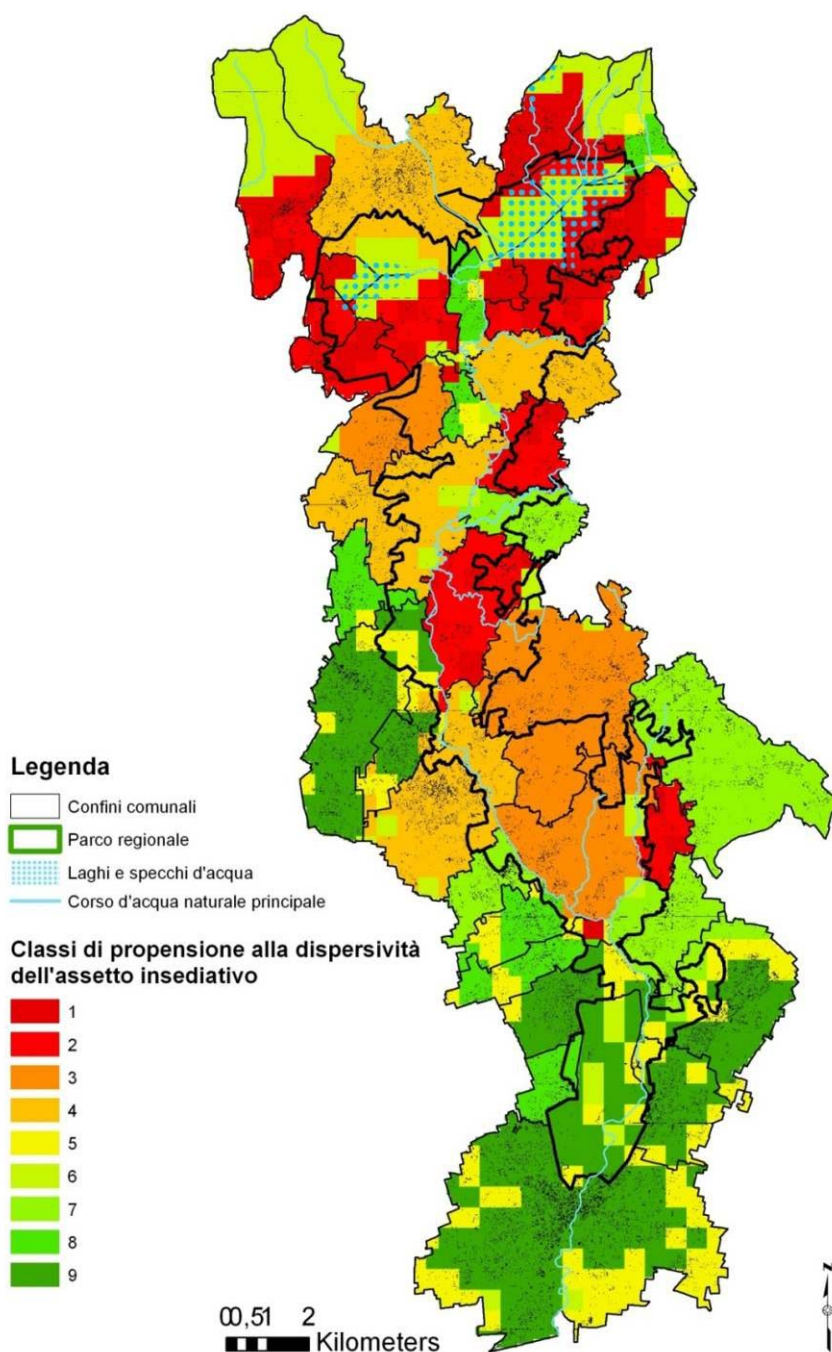 Legenda
Confini comunali
Parco regionale
Laghi e specchi d'acqua
Corso d'acqua naturale principale
Classi di propensione alla dispersività
dell'assetto insediativo
1
2
3
4
5
6
7
8
9
00,51 2
Kilometers
N